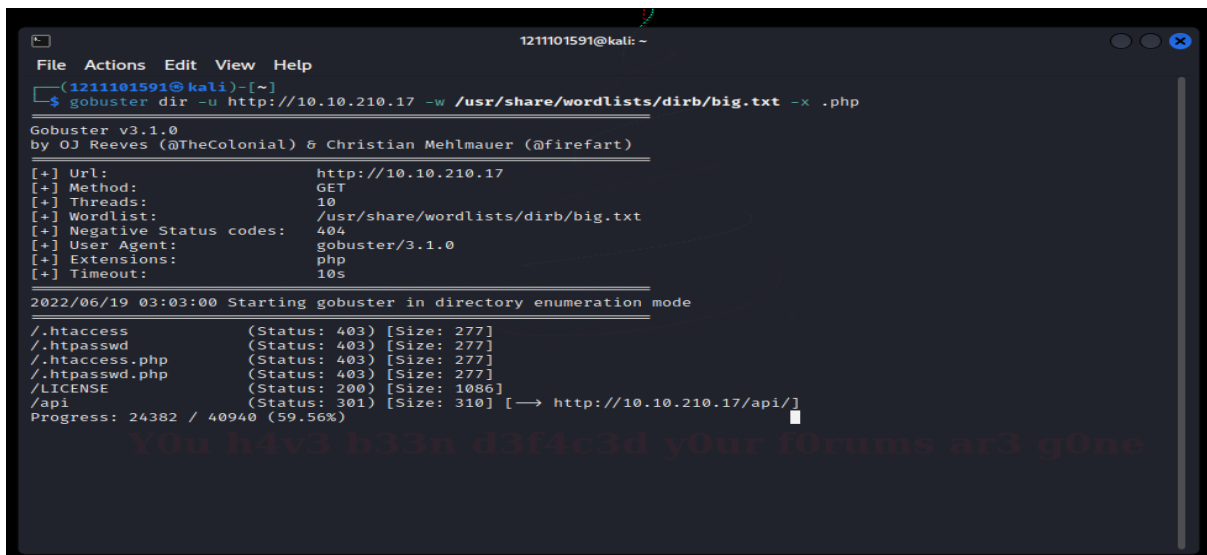 1211101591@kali: ~
File Actions Edit View Help
(1211101591㉿kali)-[~]
$ gobuster dir -u http://10.10.210.17 -w /usr/share/wordlists/dirb/big.txt -x .php
Gobuster v3.1.0
by OJ Reeves (@TheColonial) & Christian Mehlmauer (@firefart)
[+] Url: http://10.10.210.17
[+] Method: GET
[+] Threads: 10
[+] Wordlist: /usr/share/wordlists/dirb/big.txt
[+] Negative Status codes: 404
[+] User Agent: gobuster/3.1.0
[+] Extensions: php
[+] Timeout: 10s
2022/06/19 03:03:00 Starting gobuster in directory enumeration mode
/.htaccess (Status: 403) [Size: 277]
/.htpasswd (Status: 403) [Size: 277]
/.htaccess.php (Status: 403) [Size: 277]
/.htpasswd.php (Status: 403) [Size: 277]
/LICENSE (Status: 200) [Size: 1086]
/api (Status: 301) [Size: 310] [--> http://10.10.210.17/api/]
Progress: 24382 / 40940 (59.56%)
Y0u h4v3 b33n d3f4c3d y0ur f0rums ar3 g0ne